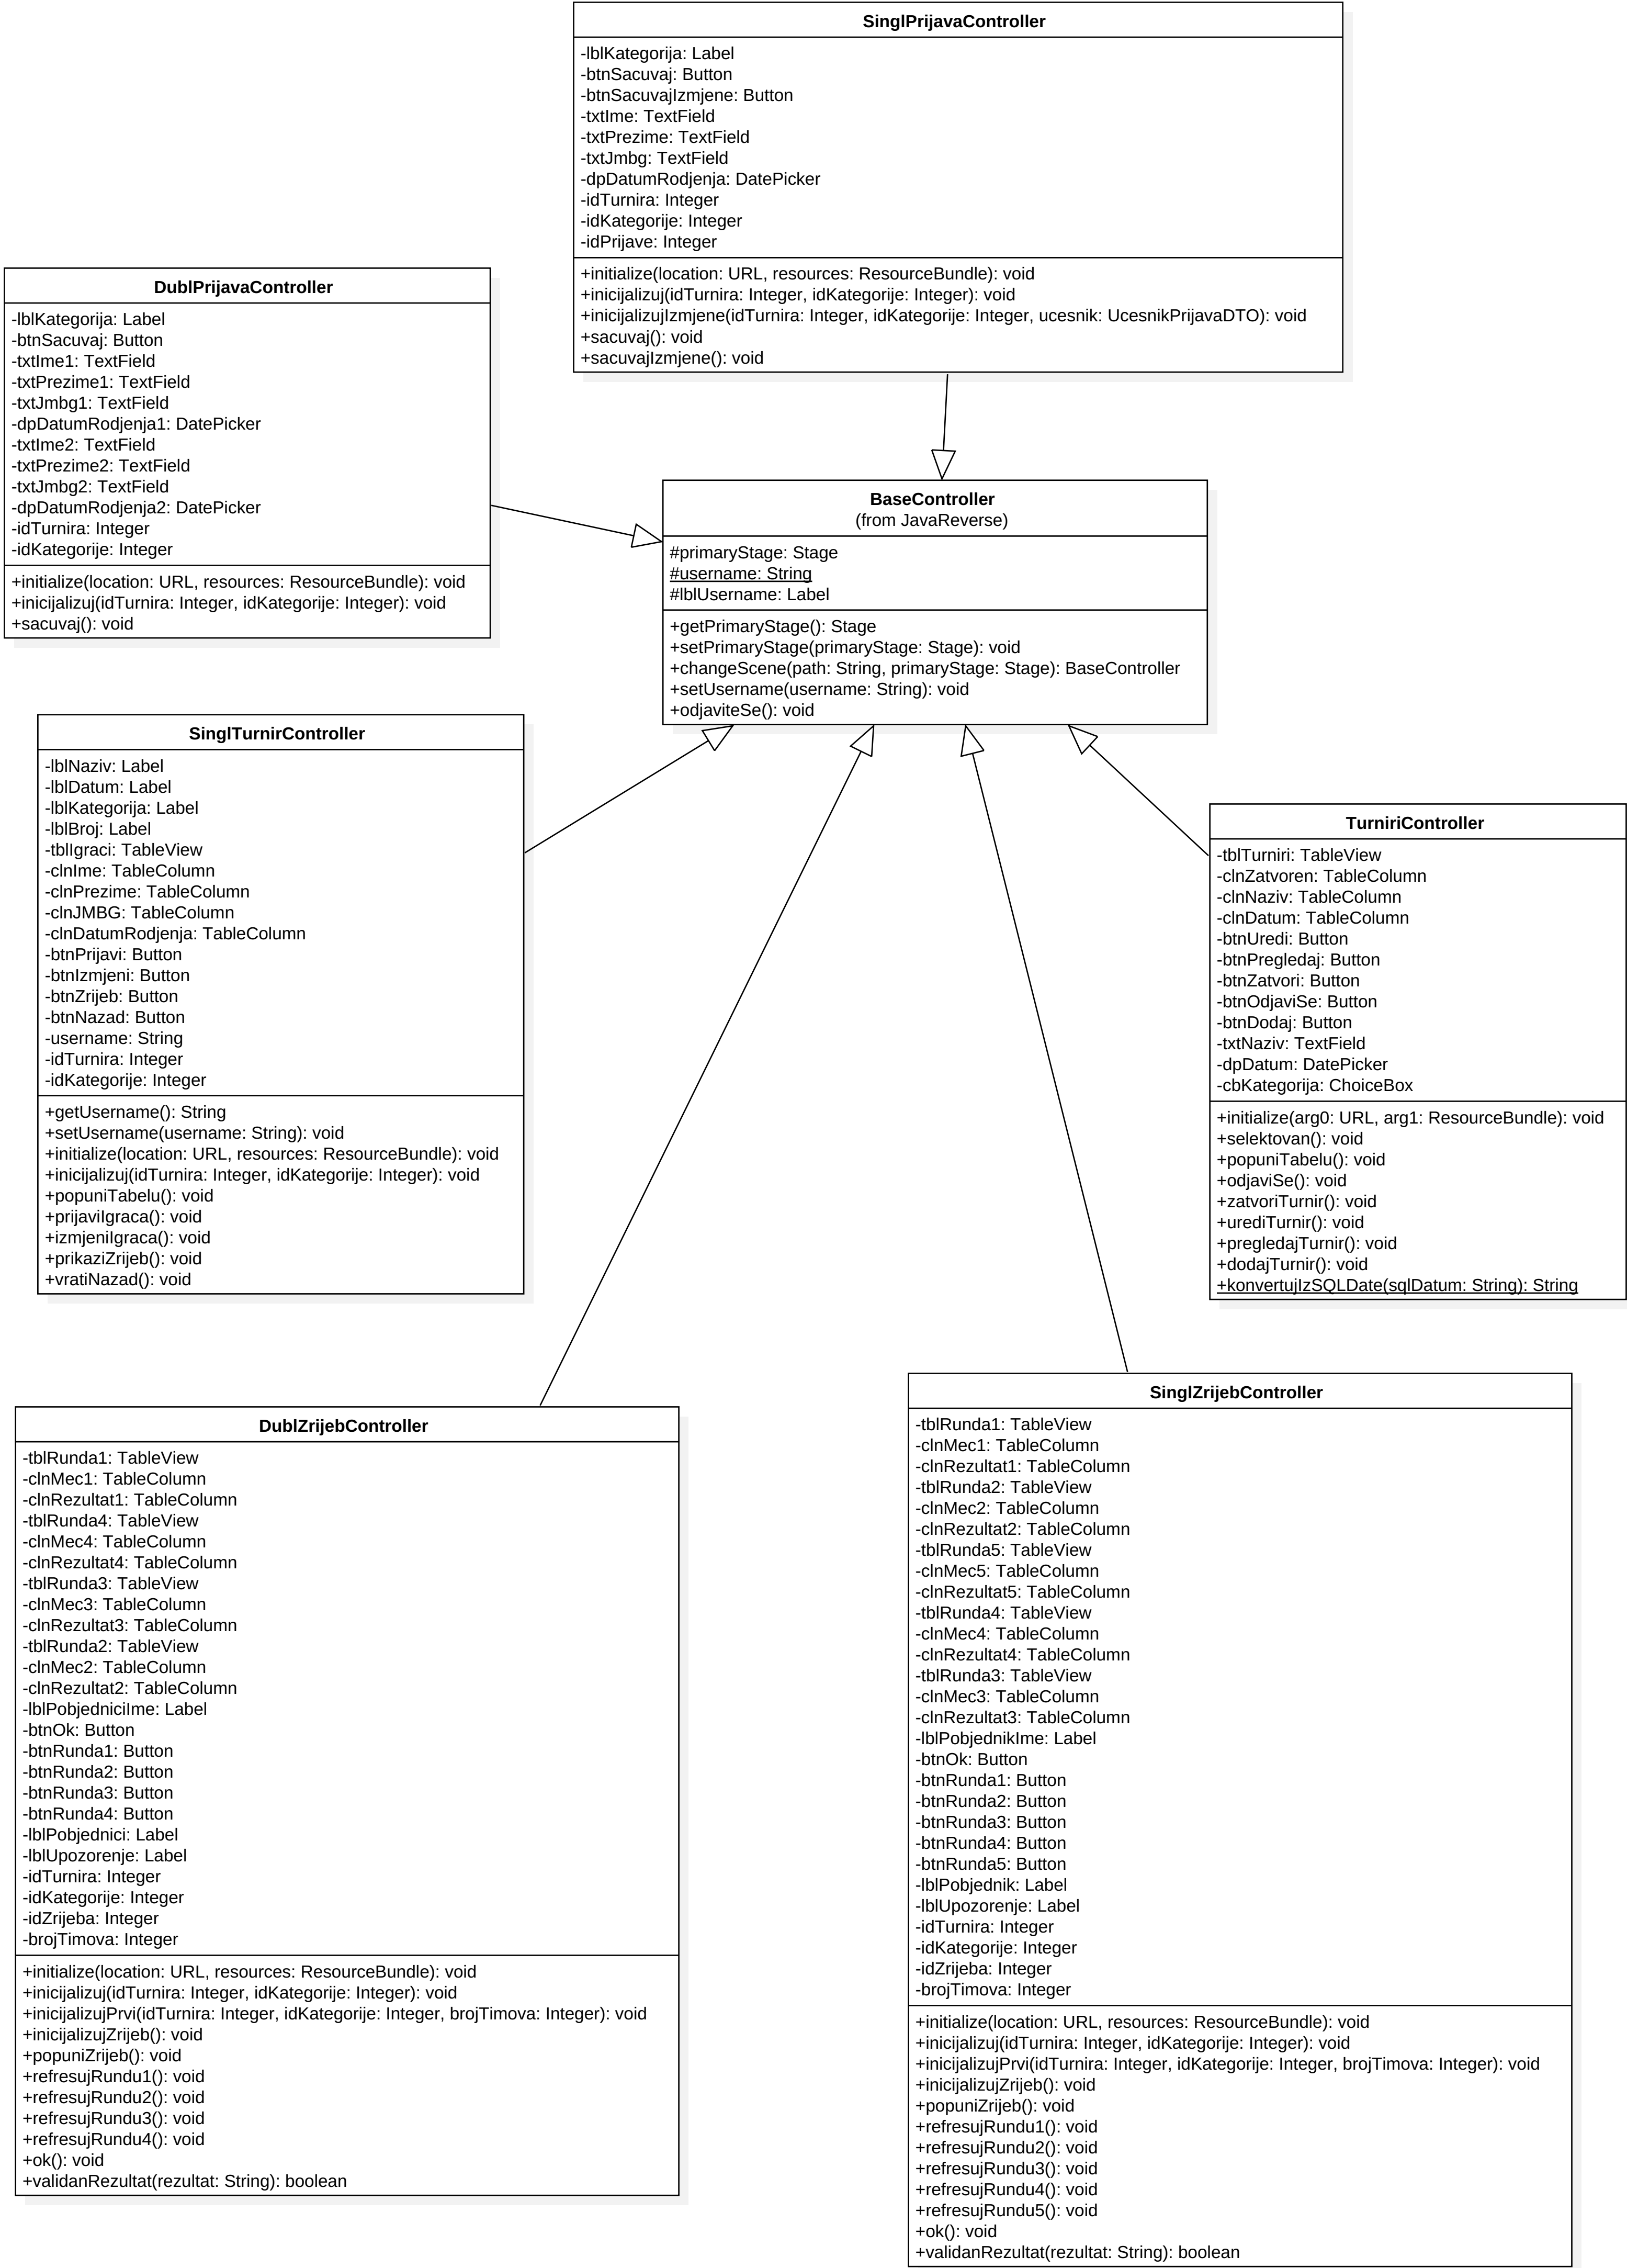 SinglPrijavaController
-lblKategorija: Label
-btnSacuvaj: Button
-btnSacuvajIzmjene: Button
-txtIme: TextField
-txtPrezime: TextField
-txtJmbg: TextField
-dpDatumRodjenja: DatePicker
-idTurnira: Integer
-idKategorije: Integer
-idPrijave: Integer
+initialize(location: URL, resources: ResourceBundle): void
+inicijalizuj(idTurnira: Integer, idKategorije: Integer): void
+inicijalizujIzmjene(idTurnira: Integer, idKategorije: Integer, ucesnik: UcesnikPrijavaDTO): void
+sacuvaj(): void
+sacuvajIzmjene(): void
DublPrijavaController
-lblKategorija: Label
-btnSacuvaj: Button
-txtIme1: TextField
-txtPrezime1: TextField
-txtJmbg1: TextField
-dpDatumRodjenja1: DatePicker
-txtIme2: TextField
-txtPrezime2: TextField
-txtJmbg2: TextField
-dpDatumRodjenja2: DatePicker
-idTurnira: Integer
-idKategorije: Integer
+initialize(location: URL, resources: ResourceBundle): void
+inicijalizuj(idTurnira: Integer, idKategorije: Integer): void
+sacuvaj(): void
BaseController
(from JavaReverse)
#primaryStage: Stage
#username: String
#lblUsername: Label
+getPrimaryStage(): Stage
+setPrimaryStage(primaryStage: Stage): void
+changeScene(path: String, primaryStage: Stage): BaseController
+setUsername(username: String): void
+odjaviteSe(): void
SinglTurnirController
-lblNaziv: Label
-lblDatum: Label
-lblKategorija: Label
-lblBroj: Label
-tblIgraci: TableView
-clnIme: TableColumn
-clnPrezime: TableColumn
-clnJMBG: TableColumn
-clnDatumRodjenja: TableColumn
-btnPrijavi: Button
-btnIzmjeni: Button
-btnZrijeb: Button
-btnNazad: Button
-username: String
-idTurnira: Integer
-idKategorije: Integer
+getUsername(): String
+setUsername(username: String): void
+initialize(location: URL, resources: ResourceBundle): void
+inicijalizuj(idTurnira: Integer, idKategorije: Integer): void
+popuniTabelu(): void
+prijaviIgraca(): void
+izmjeniIgraca(): void
+prikaziZrijeb(): void
+vratiNazad(): void
TurniriController
-tblTurniri: TableView
-clnZatvoren: TableColumn
-clnNaziv: TableColumn
-clnDatum: TableColumn
-btnUredi: Button
-btnPregledaj: Button
-btnZatvori: Button
-btnOdjaviSe: Button
-btnDodaj: Button
-txtNaziv: TextField
-dpDatum: DatePicker
-cbKategorija: ChoiceBox
+initialize(arg0: URL, arg1: ResourceBundle): void
+selektovan(): void
+popuniTabelu(): void
+odjaviSe(): void
+zatvoriTurnir(): void
+urediTurnir(): void
+pregledajTurnir(): void
+dodajTurnir(): void
+konvertujIzSQLDate(sqlDatum: String): String
DublZrijebController
-tblRunda1: TableView
-clnMec1: TableColumn
-clnRezultat1: TableColumn
-tblRunda4: TableView
-clnMec4: TableColumn
-clnRezultat4: TableColumn
-tblRunda3: TableView
-clnMec3: TableColumn
-clnRezultat3: TableColumn
-tblRunda2: TableView
-clnMec2: TableColumn
-clnRezultat2: TableColumn
-lblPobjedniciIme: Label
-btnOk: Button
-btnRunda1: Button
-btnRunda2: Button
-btnRunda3: Button
-btnRunda4: Button
-lblPobjednici: Label
-lblUpozorenje: Label
-idTurnira: Integer
-idKategorije: Integer
-idZrijeba: Integer
-brojTimova: Integer
+initialize(location: URL, resources: ResourceBundle): void
+inicijalizuj(idTurnira: Integer, idKategorije: Integer): void
+inicijalizujPrvi(idTurnira: Integer, idKategorije: Integer, brojTimova: Integer): void
+inicijalizujZrijeb(): void
+popuniZrijeb(): void
+refresujRundu1(): void
+refresujRundu2(): void
+refresujRundu3(): void
+refresujRundu4(): void
+ok(): void
+validanRezultat(rezultat: String): boolean
SinglZrijebController
-tblRunda1: TableView
-clnMec1: TableColumn
-clnRezultat1: TableColumn
-tblRunda2: TableView
-clnMec2: TableColumn
-clnRezultat2: TableColumn
-tblRunda5: TableView
-clnMec5: TableColumn
-clnRezultat5: TableColumn
-tblRunda4: TableView
-clnMec4: TableColumn
-clnRezultat4: TableColumn
-tblRunda3: TableView
-clnMec3: TableColumn
-clnRezultat3: TableColumn
-lblPobjednikIme: Label
-btnOk: Button
-btnRunda1: Button
-btnRunda2: Button
-btnRunda3: Button
-btnRunda4: Button
-btnRunda5: Button
-lblPobjednik: Label
-lblUpozorenje: Label
-idTurnira: Integer
-idKategorije: Integer
-idZrijeba: Integer
-brojTimova: Integer
+initialize(location: URL, resources: ResourceBundle): void
+inicijalizuj(idTurnira: Integer, idKategorije: Integer): void
+inicijalizujPrvi(idTurnira: Integer, idKategorije: Integer, brojTimova: Integer): void
+inicijalizujZrijeb(): void
+popuniZrijeb(): void
+refresujRundu1(): void
+refresujRundu2(): void
+refresujRundu3(): void
+refresujRundu4(): void
+refresujRundu5(): void
+ok(): void
+validanRezultat(rezultat: String): boolean